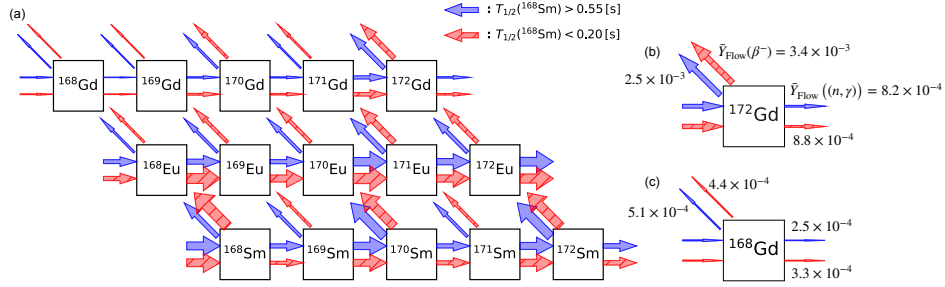 (a)
: T₁/₂(¹⁶⁸Sm) > 0.55 [s]
: T₁/₂(¹⁶⁸Sm) < 0.20 [s]
¹⁶⁸Gd ¹⁶⁹Gd ¹⁷⁰Gd ¹⁷¹Gd ¹⁷²Gd
¹⁶⁸Eu ¹⁶⁹Eu ¹⁷⁰Eu ¹⁷¹Eu ¹⁷²Eu
¹⁶⁸Sm ¹⁶⁹Sm ¹⁷⁰Sm ¹⁷¹Sm ¹⁷²Sm
(b)
Ȳ_Flow(β⁻) = 3.4 × 10⁻³
2.5 × 10⁻³
Ȳ_Flow((n, γ)) = 8.2 × 10⁻⁴
¹⁷²Gd
8.8 × 10⁻⁴
(c)
4.4 × 10⁻⁴
5.1 × 10⁻⁴
2.5 × 10⁻⁴
¹⁶⁸Gd
3.3 × 10⁻⁴